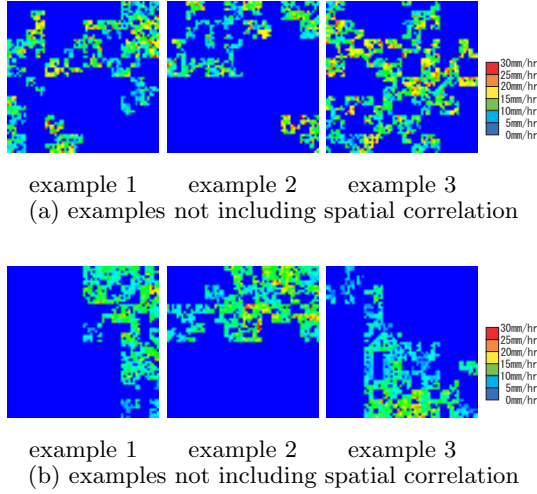 30mm/hr
25mm/hr
20mm/hr
15mm/hr
10mm/hr
5mm/hr
0mm/hr
example 1 example 2 example 3
(a) examples not including spatial correlation
30mm/hr
25mm/hr
20mm/hr
15mm/hr
10mm/hr
5mm/hr
0mm/hr
example 1 example 2 example 3
(b) examples not including spatial correlation